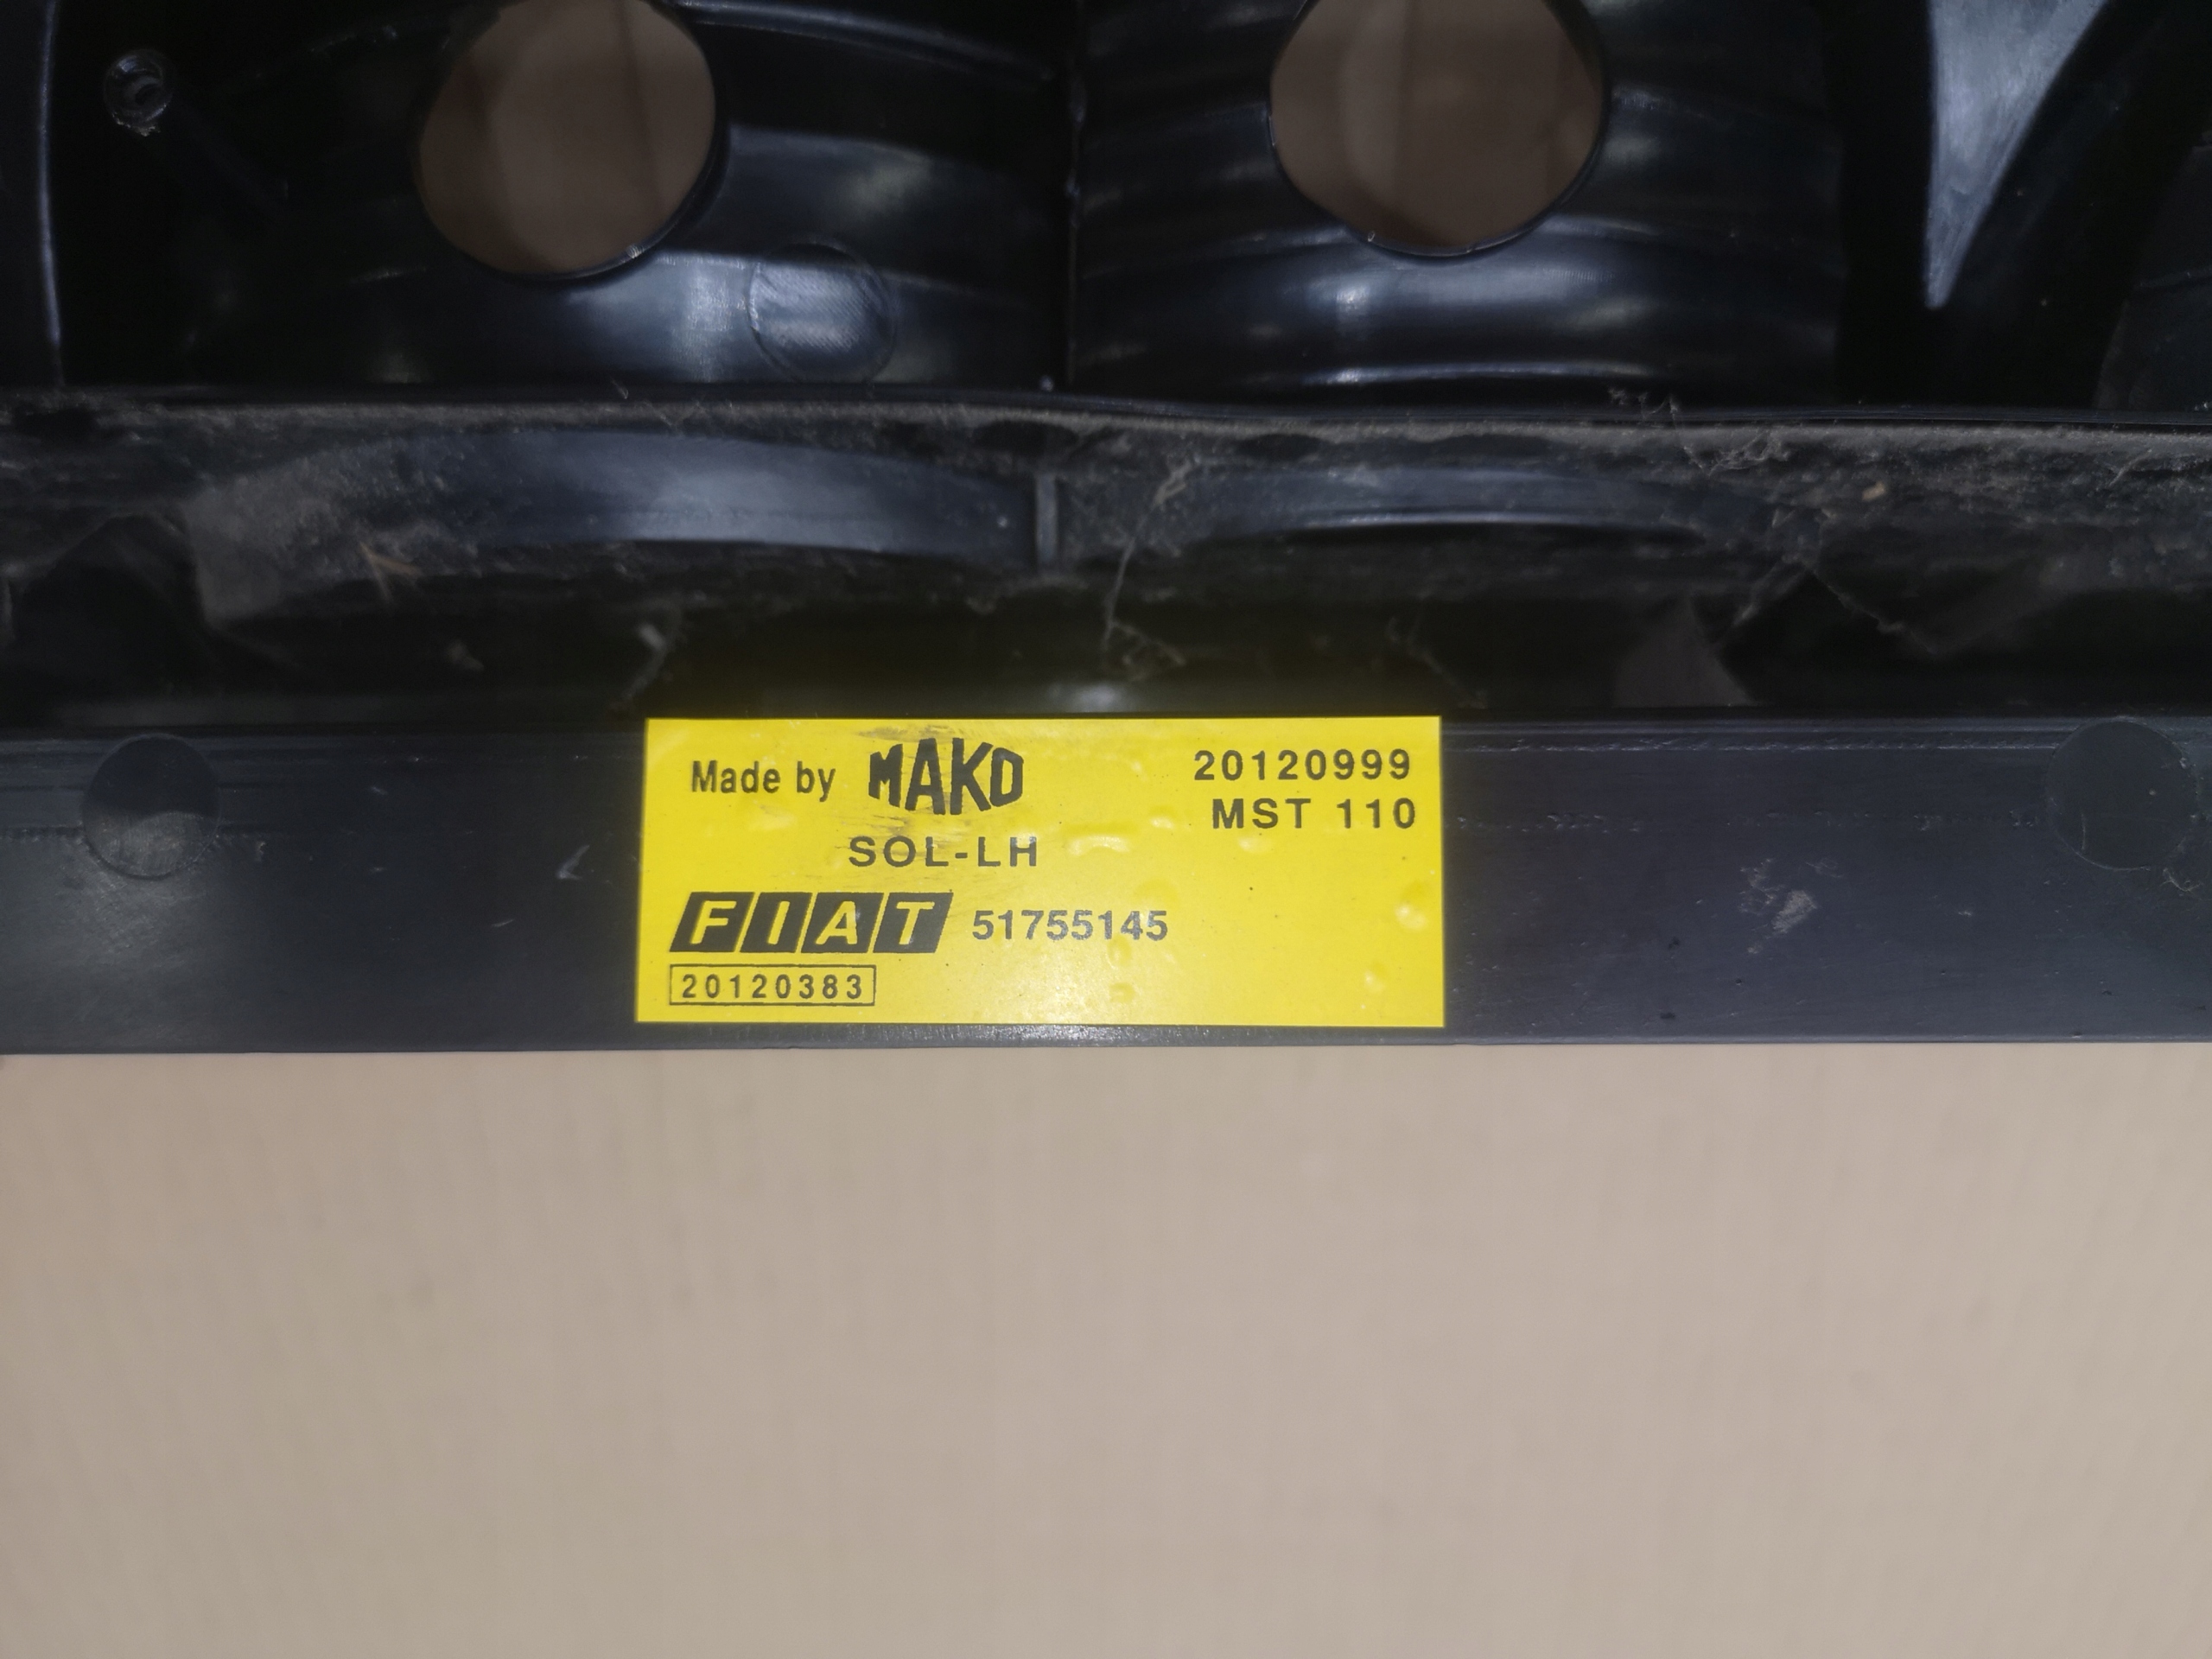 Made by MAKO
20120999
MST 110
SOL-LH
FIAT 51755145
20120383